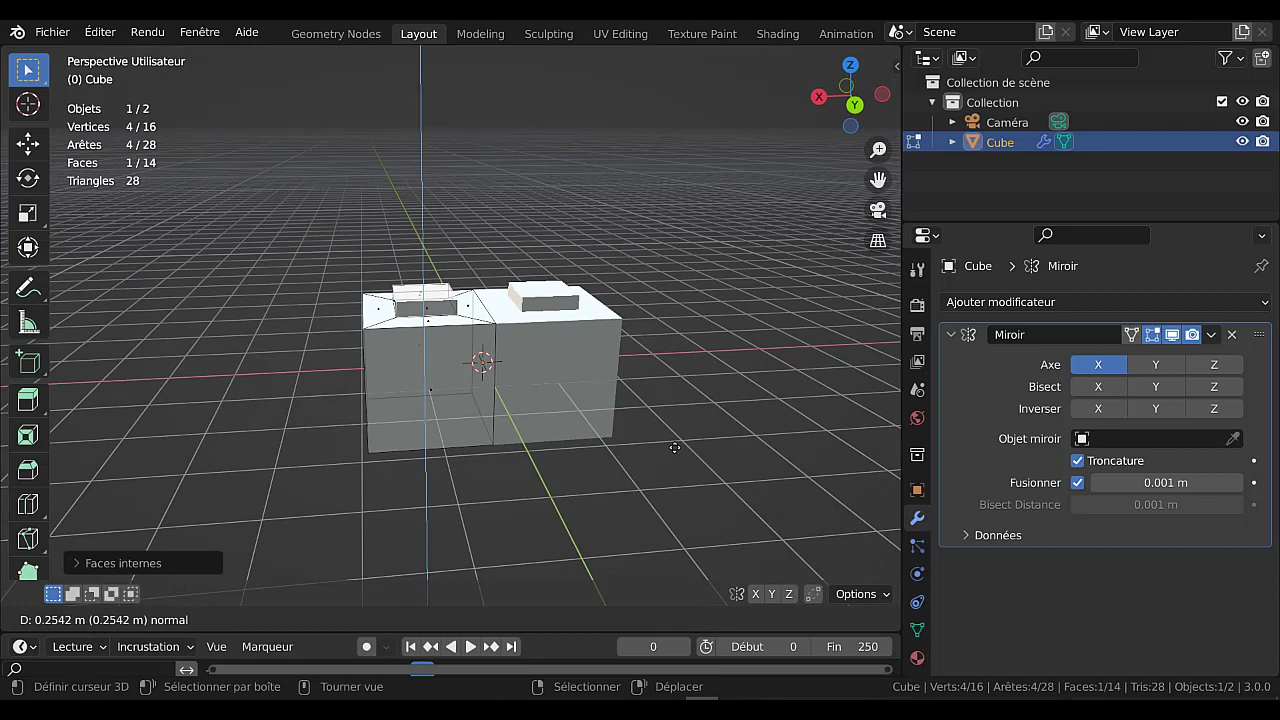 Fichier Éditer Rendu Fenêtre Aide Geometry Nodes Layout Modeling Sculpting UV Editing Texture Paint Shading Animation Scene View Layer
Perspective Utilisateur
(0) Cube
Objets 1 / 2
Vertices 4 / 16
Arêtes 4 / 28
Faces 1 / 14
Triangles 28
Z
X
Y
Collection de scène
Collection
Caméra
Cube
Cube > Miroir
Ajouter modificateur
Miroir
Axe X Y Z
Bisect X Y Z
Inverser X Y Z
Objet miroir
Troncature
Fusionner 0.001 m
Bisect Distance 0.001 m
Données
Faces internes
X Y Z Options
D: 0.2542 m (0.2542 m) normal
Lecture Incrustation Vue Marqueur 0 Début 0 Fin 250
Définir curseur 3D Sélectionner par boîte Tourner vue Sélectionner Déplacer Cube | Verts:4/16 | Arêtes:4/28 | Faces:1/14 | Tris:28 | Objects:1/2 | 3.0.0